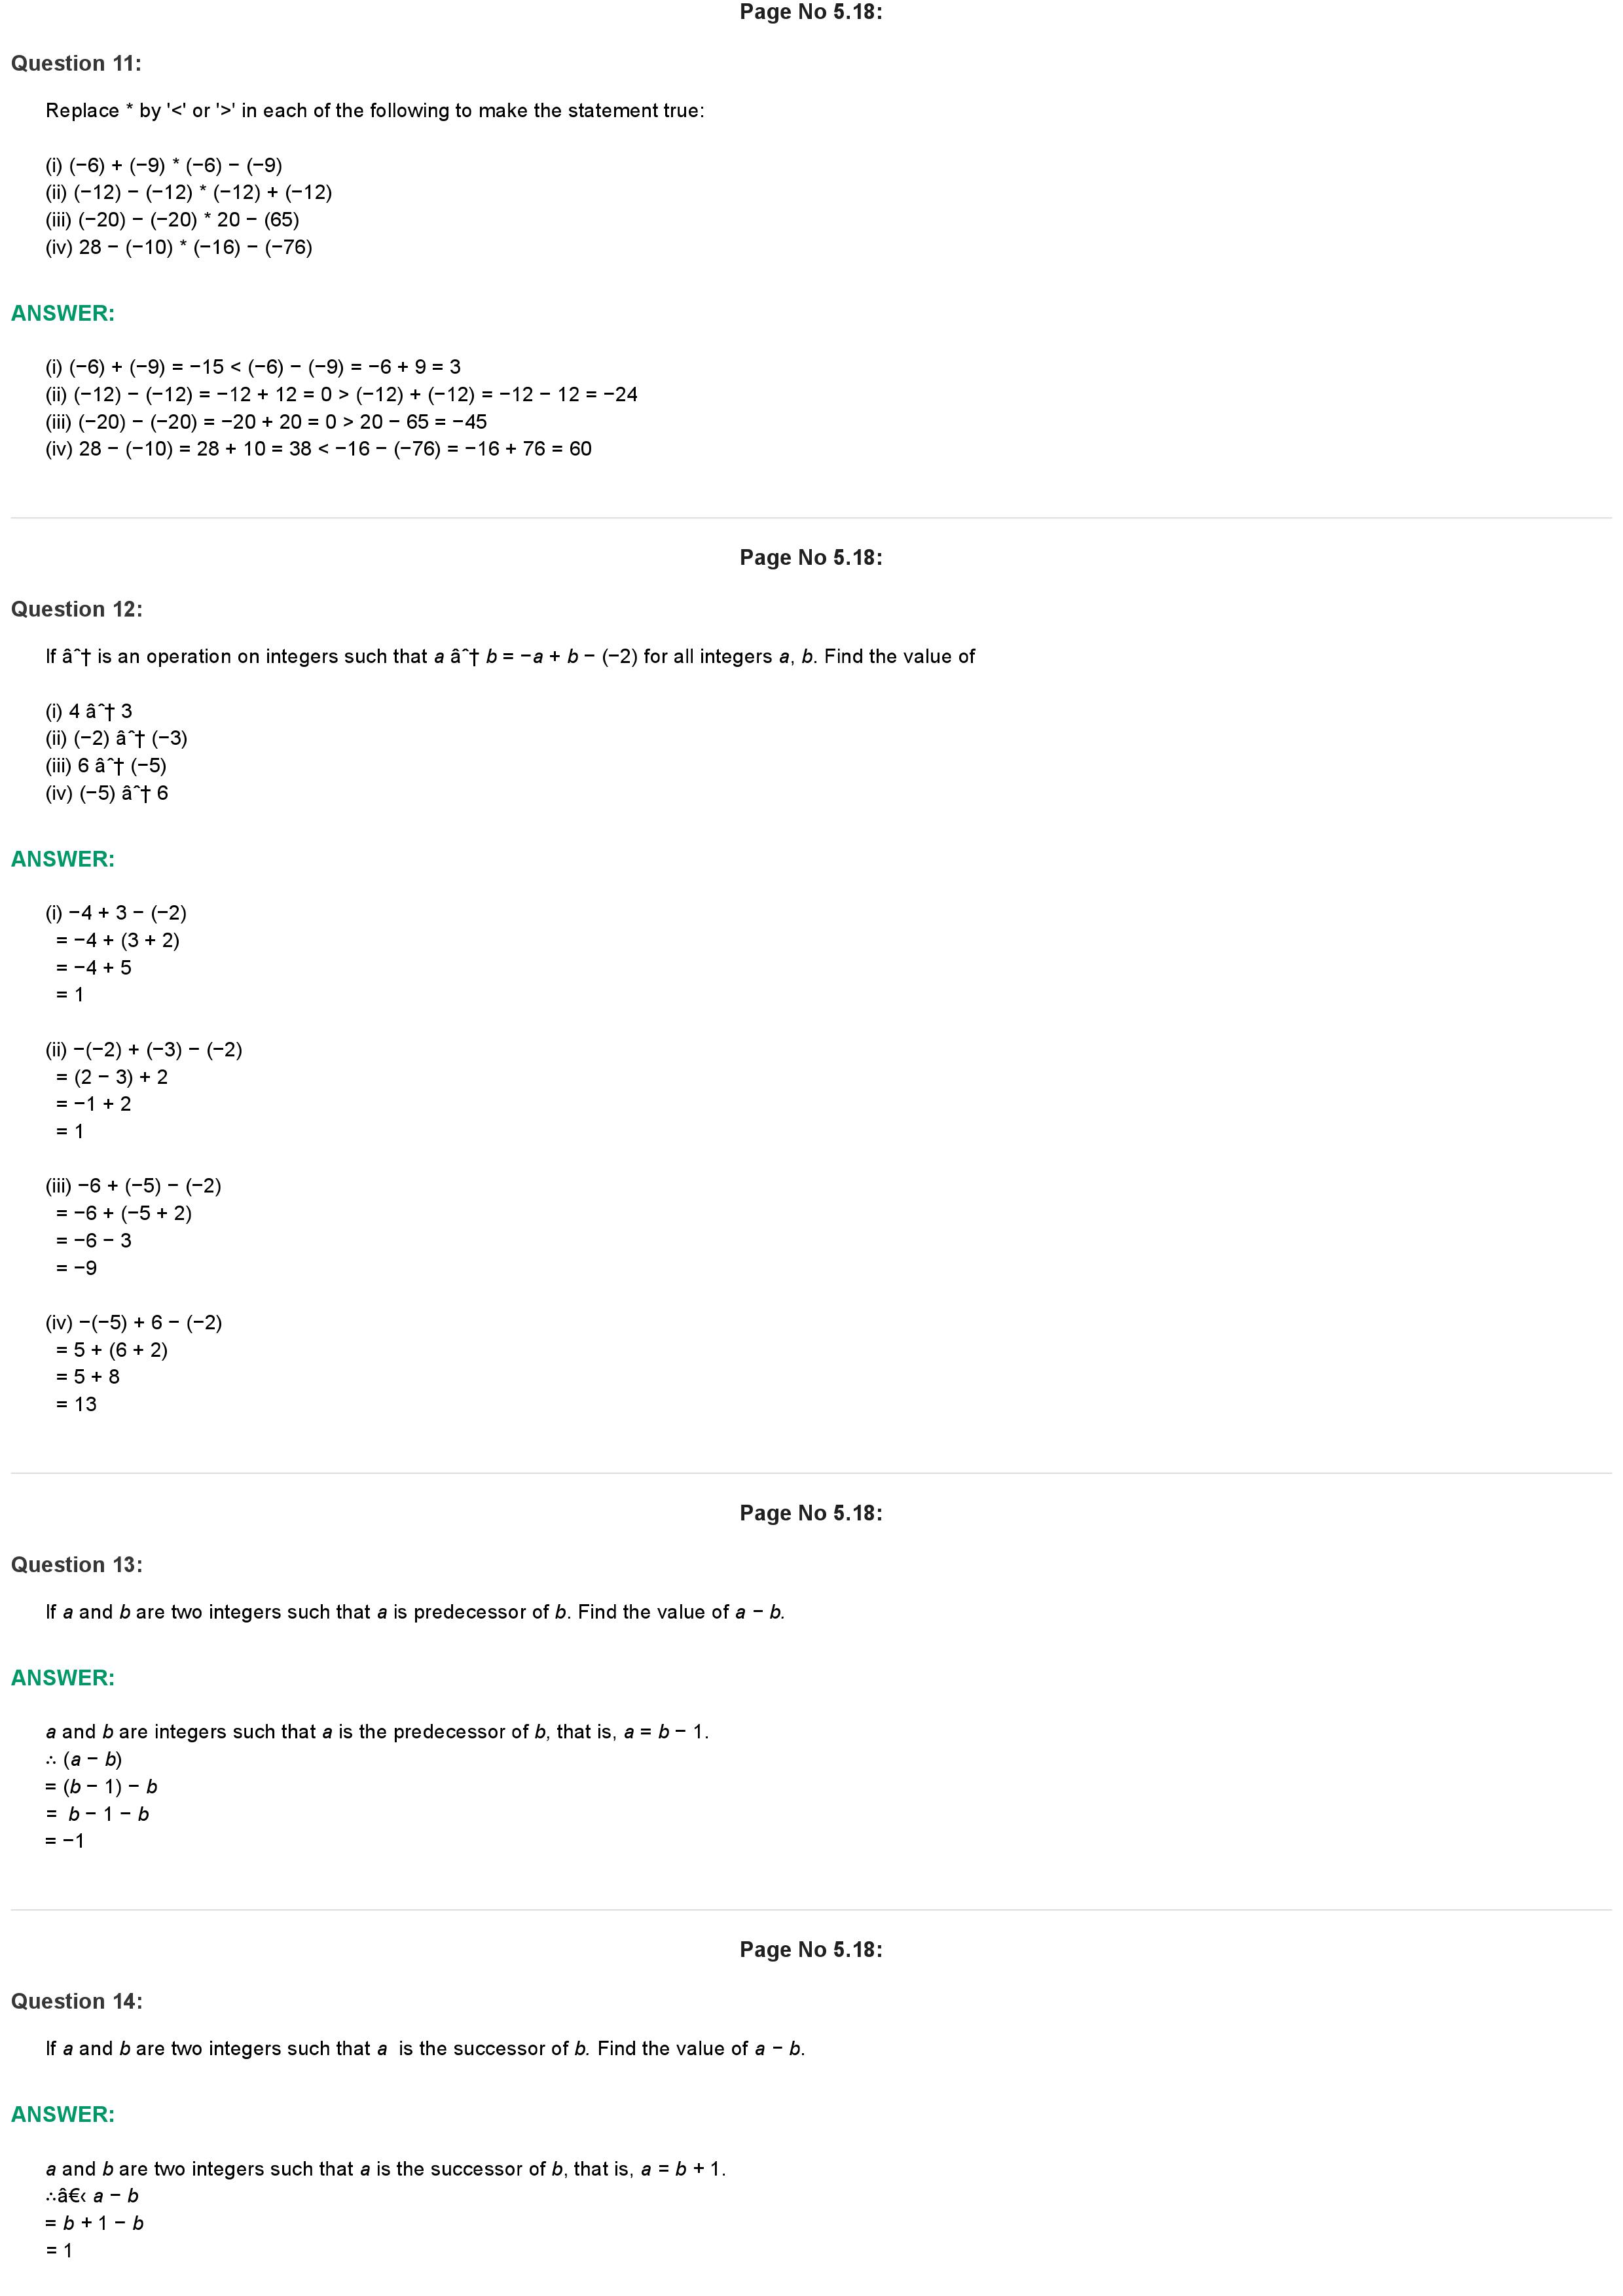 Page No 5.18:
Question 11:
Replace * by '<' or '>' in each of the following to make the statement true:
(i) (−6) + (−9) * (−6) − (−9)
(ii) (−12) − (−12) * (−12) + (−12)
(iii) (−20) − (−20) * 20 − (65)
(iv) 28 − (−10) * (−16) − (−76)
ANSWER:
(i) (−6) + (−9) = −15 < (−6) − (−9) = −6 + 9 = 3
(ii) (−12) − (−12) = −12 + 12 = 0 > (−12) + (−12) = −12 − 12 = −24
(iii) (−20) − (−20) = −20 + 20 = 0 > 20 − 65 = −45
(iv) 28 − (−10) = 28 + 10 = 38 < −16 − (−76) = −16 + 76 = 60
Page No 5.18:
Question 12:
If âˆ† is an operation on integers such that a âˆ† b = −a + b − (−2) for all integers a, b. Find the value of
(i) 4 âˆ† 3
(ii) (−2) âˆ† (−3)
(iii) 6 âˆ† (−5)
(iv) (−5) âˆ† 6
ANSWER:
(i) −4 + 3 − (−2)
= −4 + (3 + 2)
= −4 + 5
= 1
(ii) −(−2) + (−3) − (−2)
= (2 − 3) + 2
= −1 + 2
= 1
(iii) −6 + (−5) − (−2)
= −6 + (−5 + 2)
= −6 − 3
= −9
(iv) −(−5) + 6 − (−2)
= 5 + (6 + 2)
= 5 + 8
= 13
Page No 5.18:
Question 13:
If a and b are two integers such that a is predecessor of b. Find the value of a − b.
ANSWER:
a and b are integers such that a is the predecessor of b, that is, a = b − 1.
∴ (a − b)
= (b − 1) − b
= b − 1 − b
= −1
Page No 5.18:
Question 14:
If a and b are two integers such that a is the successor of b. Find the value of a − b.
ANSWER:
a and b are two integers such that a is the successor of b, that is, a = b + 1.
∴â€‹ a − b
= b + 1 − b
= 1